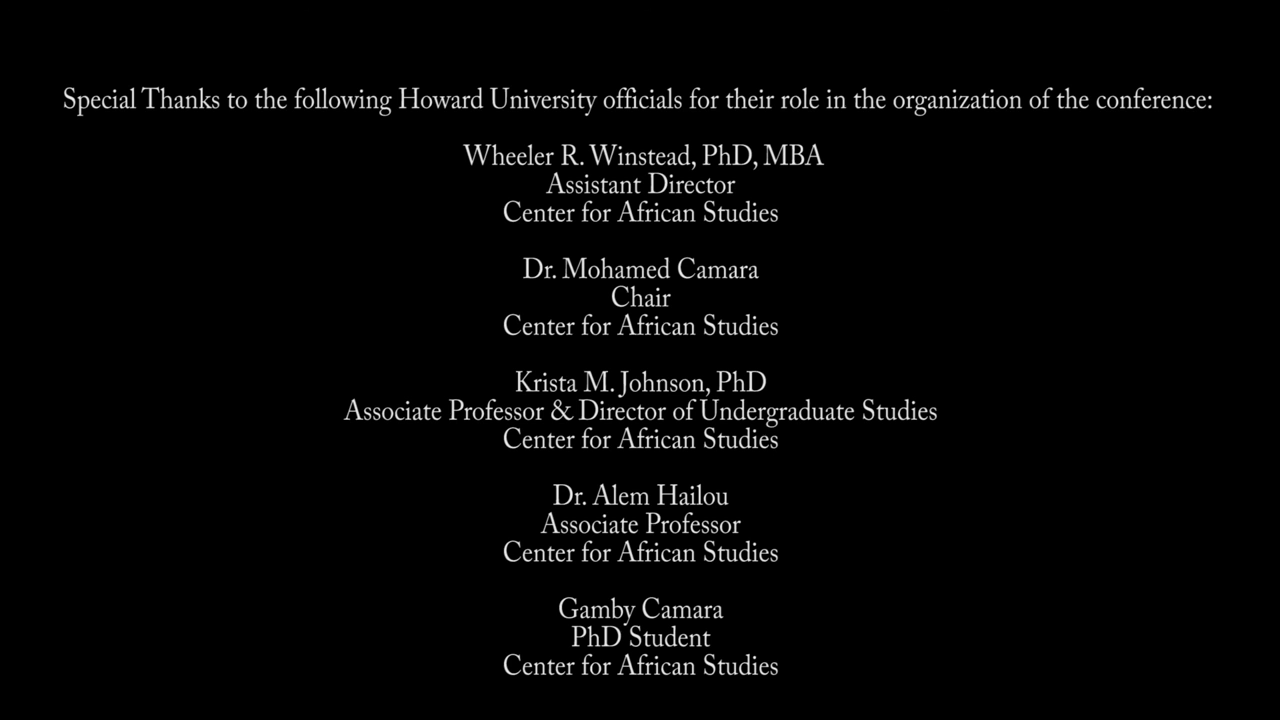 Special Thanks to the following Howard University officials for their role in the organization of the conference:
Wheeler R. Winstead, PhD, MBA
Assistant Director
Center for African Studies
Dr. Mohamed Camara
Chair
Center for African Studies
Krista M. Johnson, PhD
Associate Professor & Director of Undergraduate Studies
Center for African Studies
Dr. Alem Hailou
Associate Professor
Center for African Studies
Gamby Camara
PhD Student
Center for African Studies